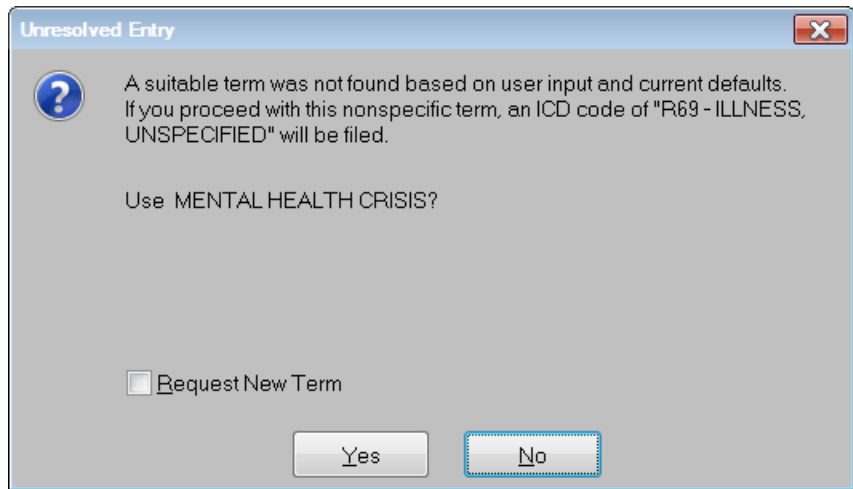 Unresolved Entry
A suitable term was not found based on user input and current defaults.
If you proceed with this nonspecific term, an ICD code of "R69 - ILLNESS,
UNSPECIFIED" will be filed.
Use MENTAL HEALTH CRISIS?
Request New Term
Yes
No